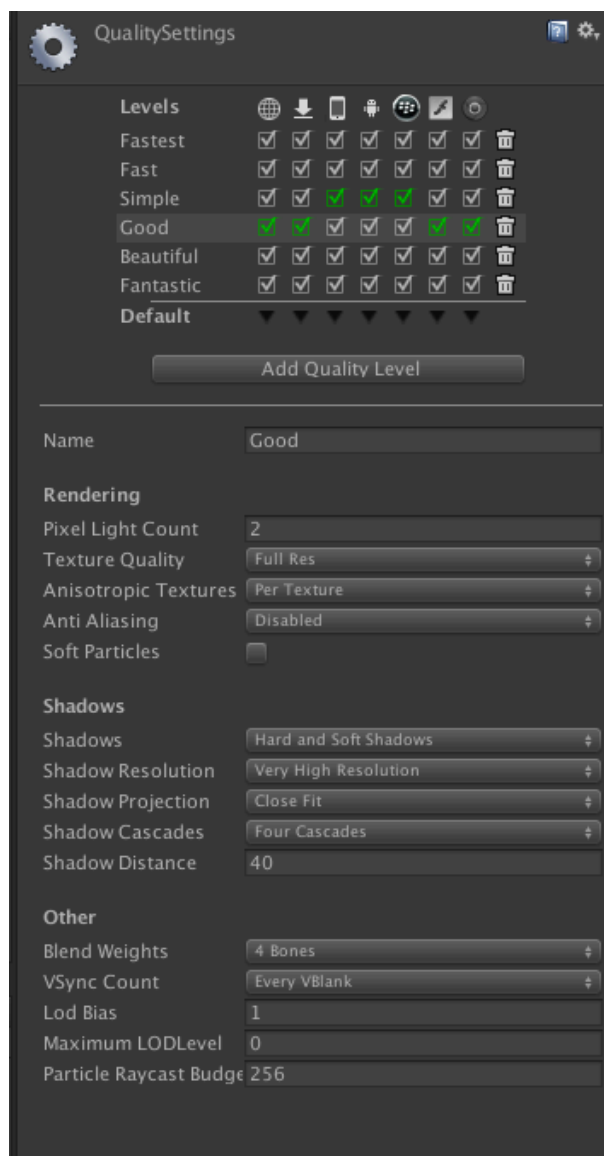 QualitySettings
Levels
Fastest
Fast
Simple
Good
Beautiful
Fantastic
Default
Add Quality Level
Name Good
Rendering
Pixel Light Count 2
Texture Quality Full Res
Anisotropic Textures Per Texture
Anti Aliasing Disabled
Soft Particles
Shadows
Shadows Hard and Soft Shadows
Shadow Resolution Very High Resolution
Shadow Projection Close Fit
Shadow Cascades Four Cascades
Shadow Distance 40
Other
Blend Weights 4 Bones
VSync Count Every VBlank
Lod Bias 1
Maximum LODLevel 0
Particle Raycast Budge 256